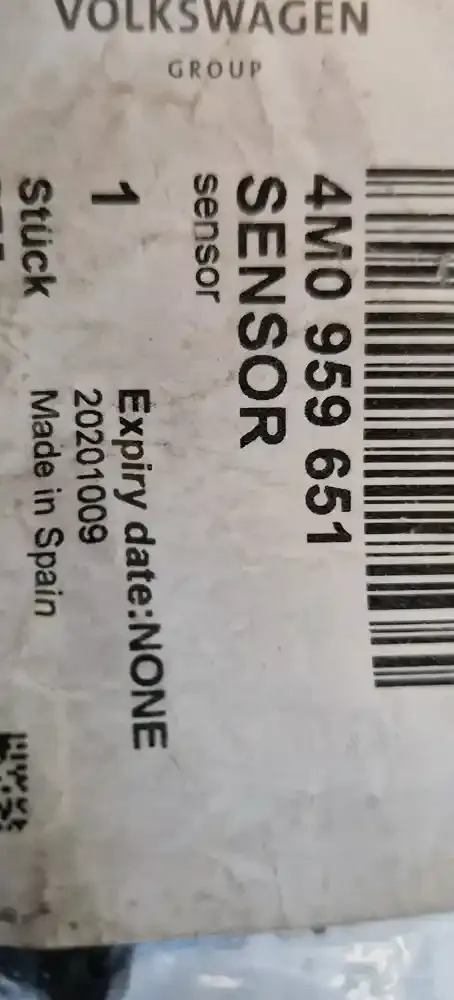 VOLKSWAGEN
GROUP
4M0 959 651
SENSOR
sensor
1
Expiry date:NONE
20201009
Stück
Made in Spain